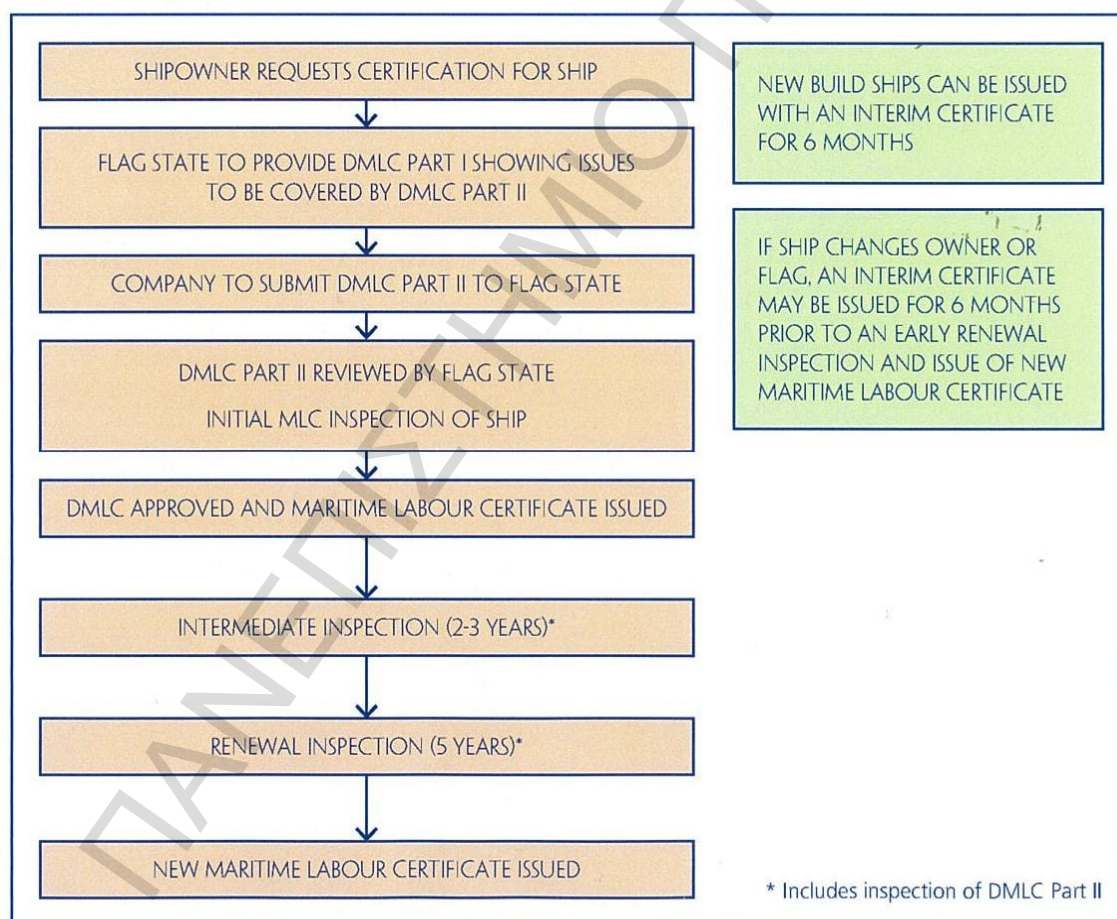 SHIPOWNER REQUESTS CERTIFICATION FOR SHIP
FLAG STATE TO PROVIDE DMLC PART I SHOWING ISSUES
TO BE COVERED BY DMLC PART II
COMPANY TO SUBMIT DMLC PART II TO FLAG STATE
DMLC PART II REVIEWED BY FLAG STATE
INITIAL MLC INSPECTION OF SHIP
DMLC APPROVED AND MARITIME LABOUR CERTIFICATE ISSUED
INTERMEDIATE INSPECTION (2-3 YEARS)*
RENEWAL INSPECTION (5 YEARS)*
NEW MARITIME LABOUR CERTIFICATE ISSUED
NEW BUILD SHIPS CAN BE ISSUED
WITH AN INTERIM CERTIFICATE
FOR 6 MONTHS
IF SHIP CHANGES OWNER OR
FLAG, AN INTERIM CERTIFICATE
MAY BE ISSUED FOR 6 MONTHS
PRIOR TO AN EARLY RENEWAL
INSPECTION AND ISSUE OF NEW
MARITIME LABOUR CERTIFICATE
* Includes inspection of DMLC Part II
ΠΑΝΕΠΙΣΤΗΜΙΟ Π